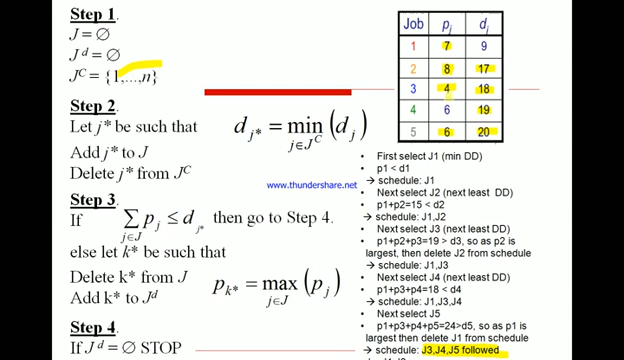 Step 1.
J = ∅
J^d = ∅
J^C = {1,...,n}
Step 2.
Let j* be such that
d_{j*} = min_{j∈J^C} (d_j)
Add j* to J
Delete j* from J^C
Step 3.
If ∑_{j∈J} p_j ≤ d_{j*} then go to Step 4.
else let k* be such that
Delete k* from J
p_{k*} = max_{j∈J} (p_j)
Add k* to J^d
Step 4.
If J^d = ∅ STOP
www.thundershare.net
Job p_j d_j
1 7 9
2 8 17
3 4 18
4 6 19
5 6 20
• First select J1 (min DD)
• p1 < d1
→ schedule: J1
• Next select J2 (next least DD)
• p1+p2=15 < d2
→ schedule: J1,J2
• Next select J3 (next least DD)
• p1+p2+p3=19 > d3, so as p2 is
largest, then delete J2 from schedule
→ schedule: J1,J3
• Next select J4 (next least DD)
• p1+p3+p4=18 < d4
→ schedule: J1,J3,J4
• Next select J5
• p1+p3+p4+p5=24>d5, so as p1 is
largest then delete J1 from schedule
→ schedule: J3,J4,J5 followed